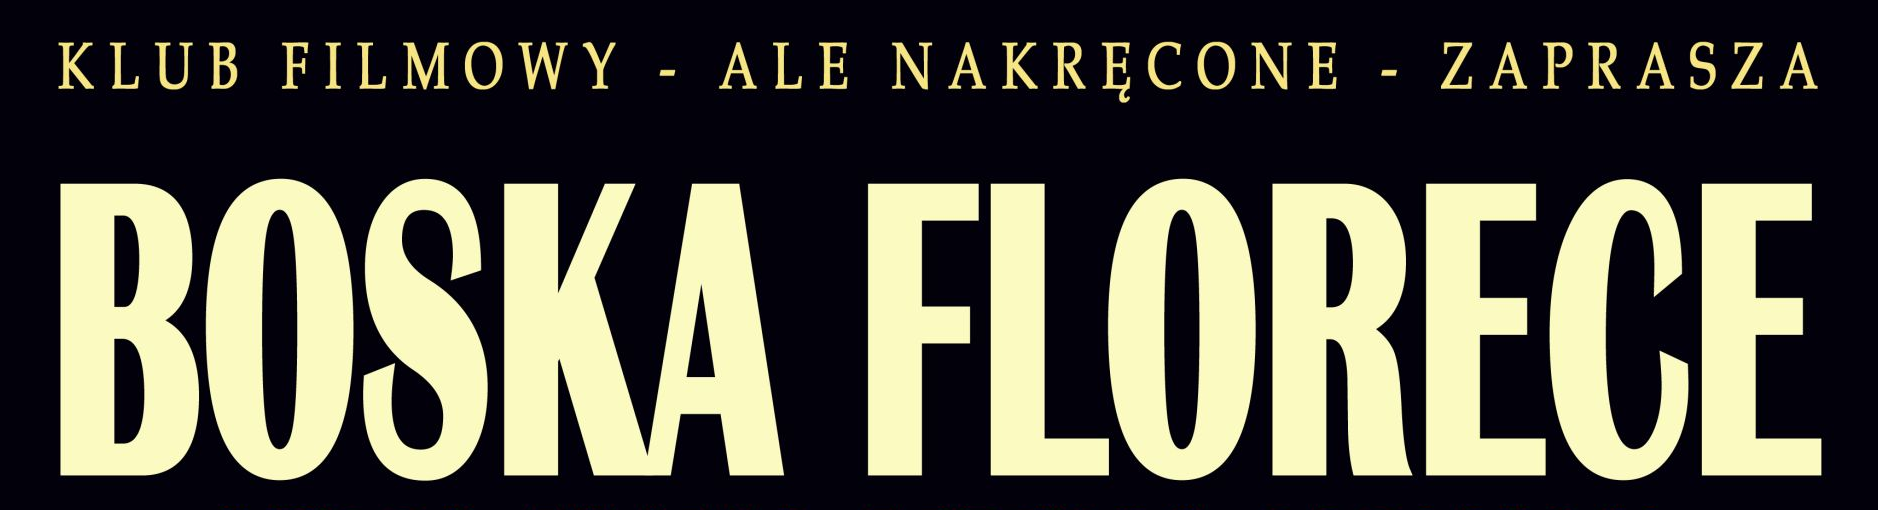 KLUB FILMOWY - ALE NAKRĘCONE - ZAPRASZA
BOSKA FLORECE